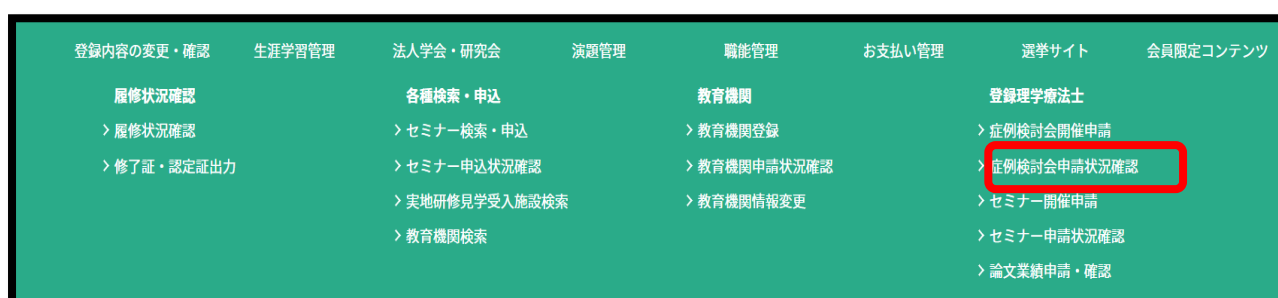 登録内容の変更・確認 生涯学習管理 法人学会・研究会 演題管理 職能管理 お支払い管理 選挙サイト 会員限定コンテンツ
履修状況確認 各種検索・申込 教育機関 登録理学療法士
> 履修状況確認 > セミナー検索・申込 > 教育機関登録 > 症例検討会開催申請
> 修了証・認定証出力 > セミナー申込状況確認 > 教育機関申請状況確認 > 症例検討会申請状況確認
> 実地研修見学受入施設検索 > 教育機関情報変更 > セミナー開催申請
> 教育機関検索 > セミナー申請状況確認
> 論文業績申請・確認